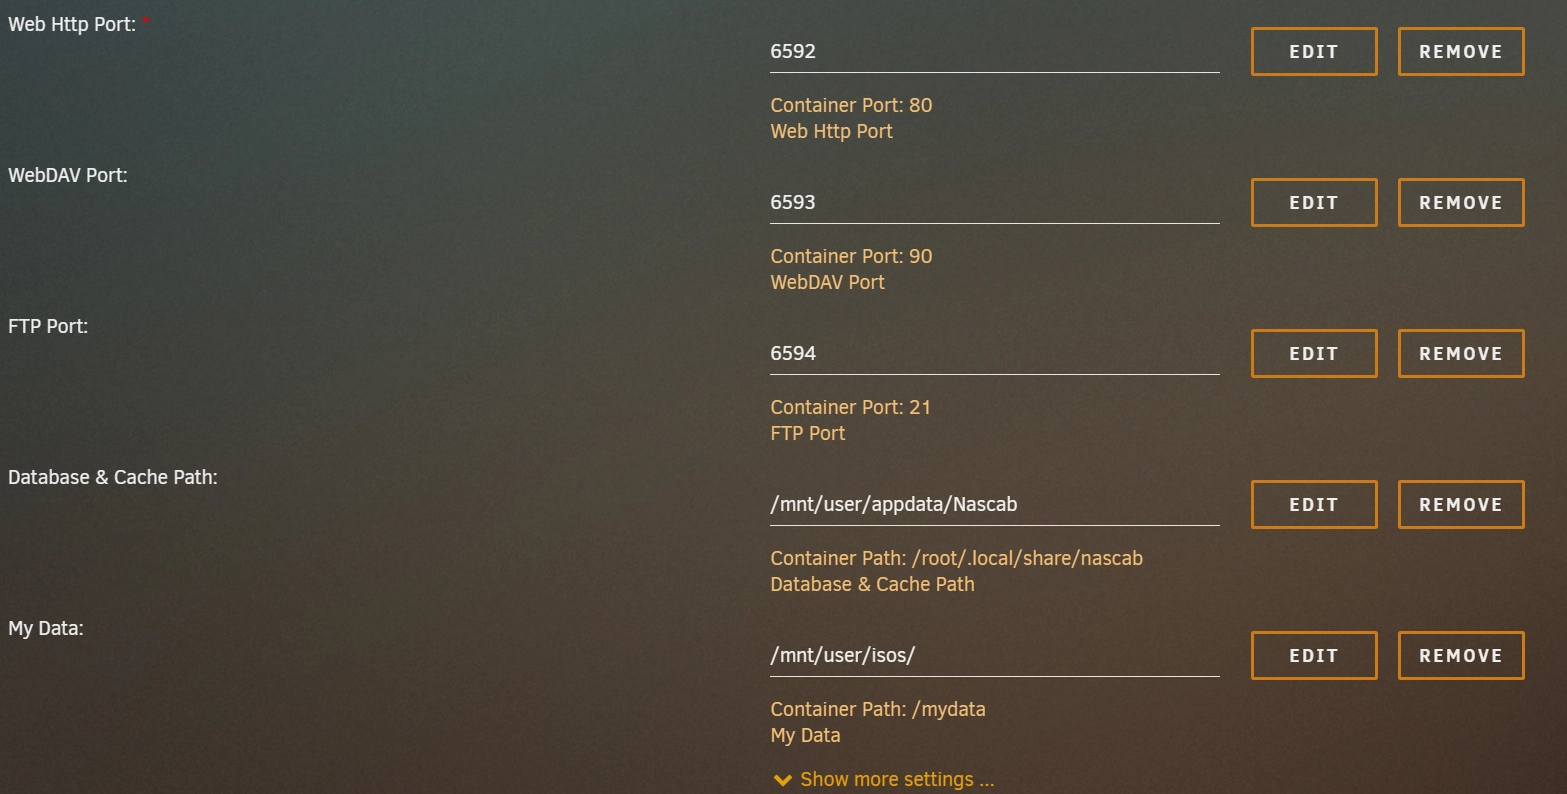 Web Http Port: *
6592
EDIT
REMOVE
Container Port: 80
Web Http Port
WebDAV Port:
6593
EDIT
REMOVE
Container Port: 90
WebDAV Port
FTP Port:
6594
EDIT
REMOVE
Container Port: 21
FTP Port
Database & Cache Path:
/mnt/user/appdata/Nascab
EDIT
REMOVE
Container Path: /root/.local/share/nascab
Database & Cache Path
My Data:
/mnt/user/isos/
EDIT
REMOVE
Container Path: /mydata
My Data
Show more settings ...